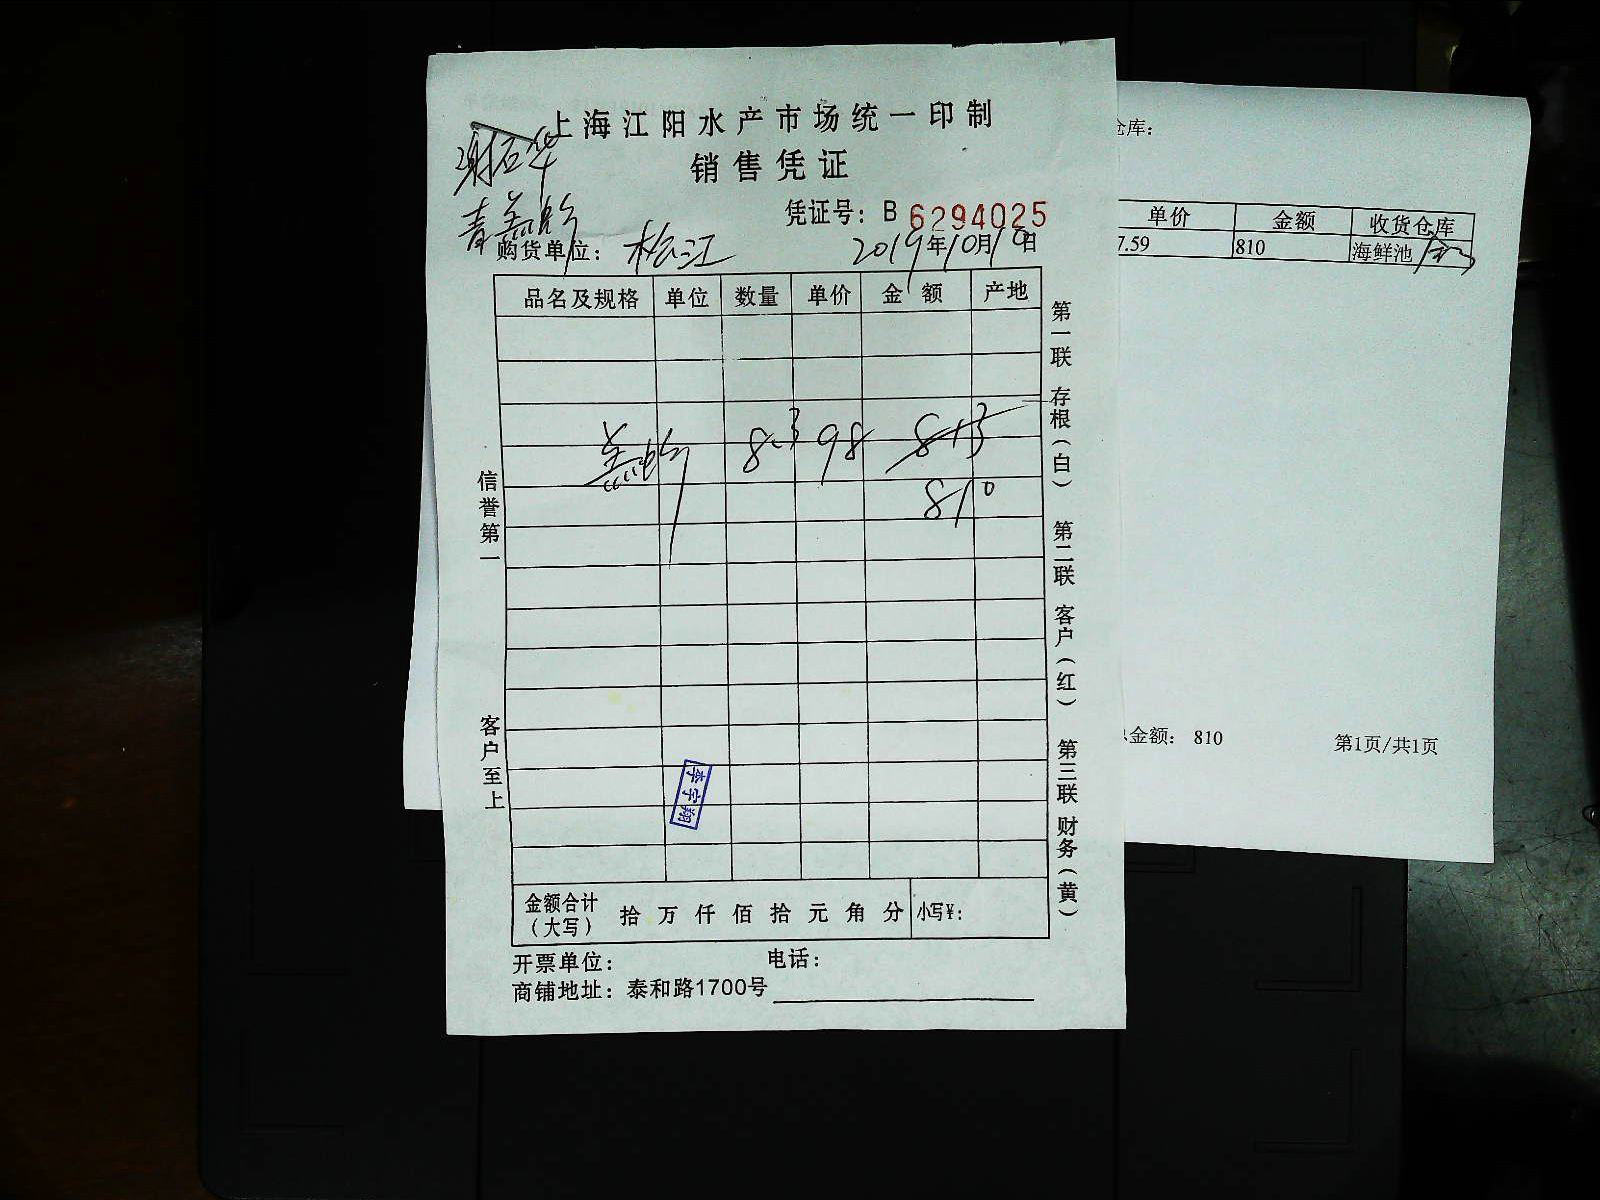 上海江阳水产市场统一印制
销售凭证
凭证号: B 6294025
青羔蟹
购货单位: 松江 2019年10月10日
品名及规格 单位 数量 单价 金额 产地
8.3 98 813
810
信誉第一
客户至上
第一联 存根(白) 第二联 客户(红) 第三联 财务(黄)
李宇翔
金额合计(大写) 拾 万 仟 佰 拾 元 角 分 小写¥:
开票单位: 电话:
商铺地址: 泰和路1700号
仓库:
单价 金额 收货仓库
7.59 810 海鲜池
总金额: 810 第1页/共1页